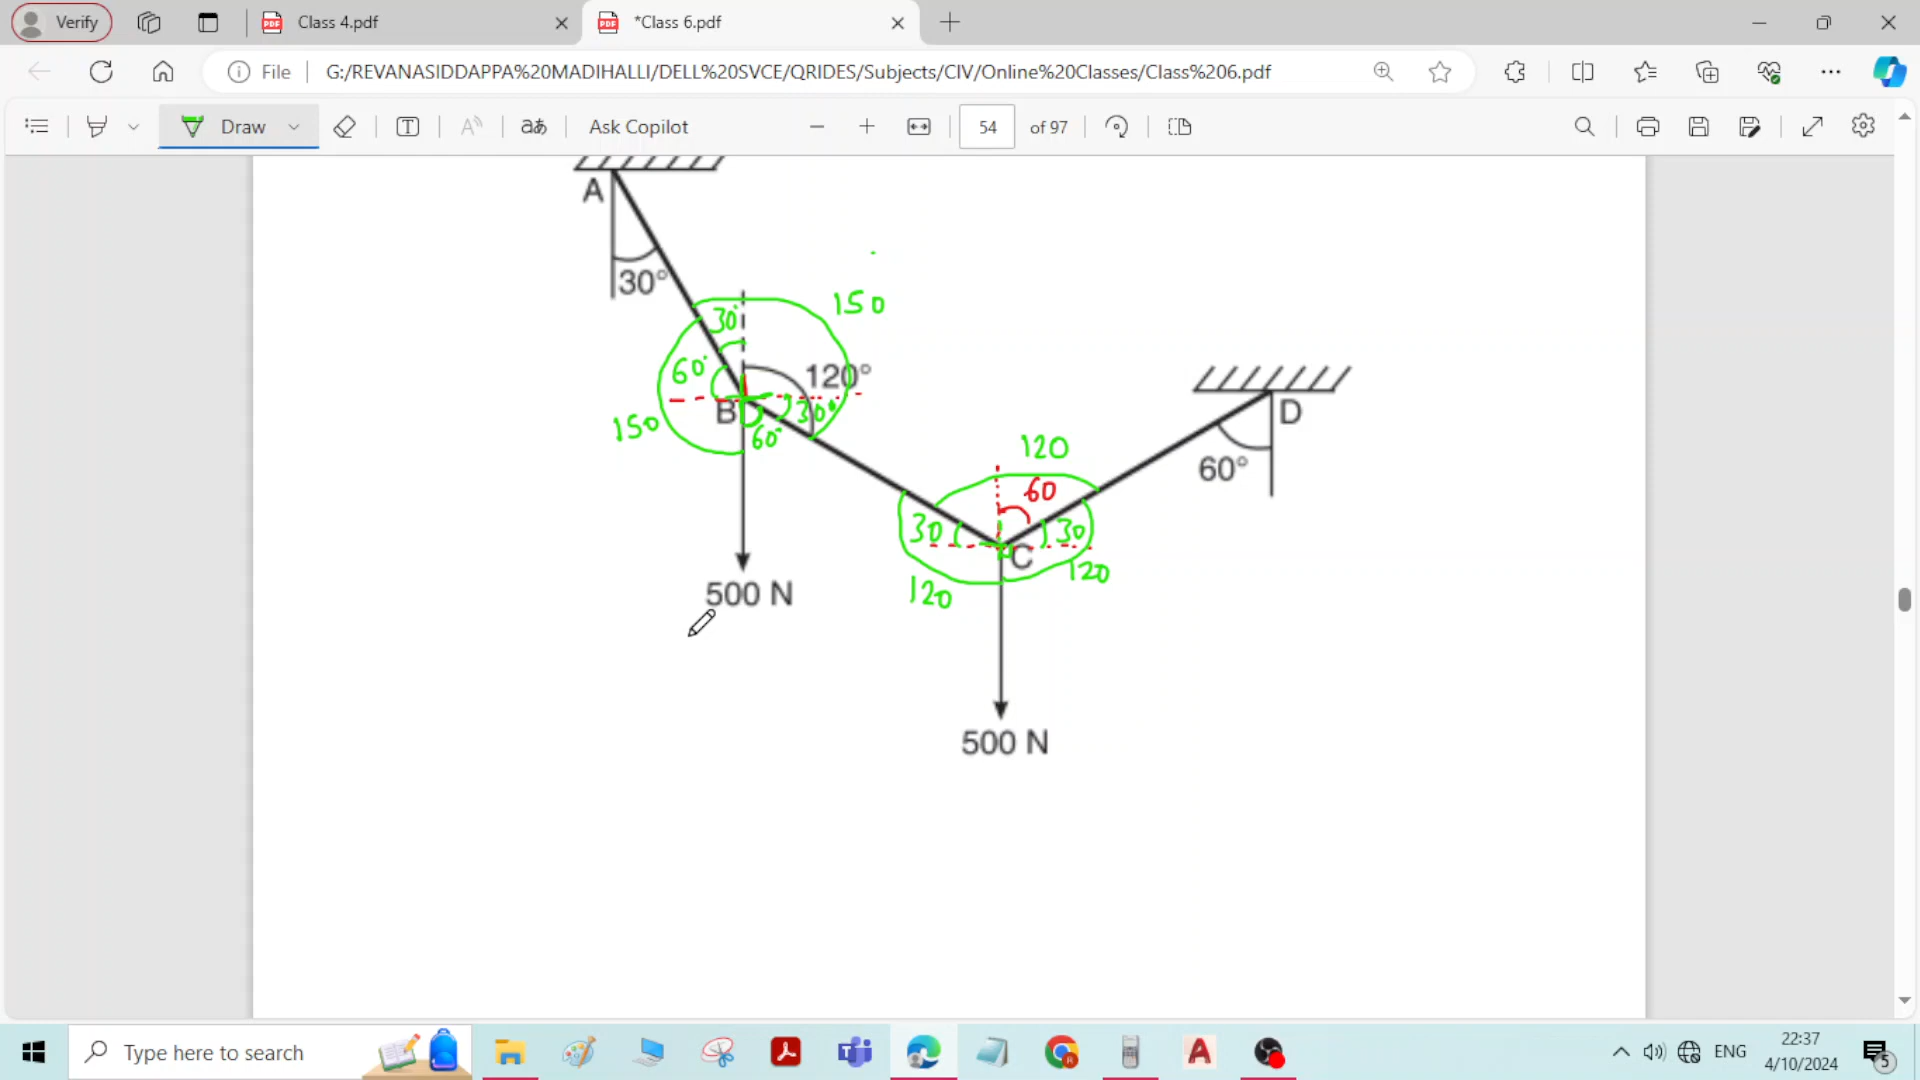 Verify
Class 4.pdf
*Class 6.pdf
File
G:/REVANASIDDAPPA%20MADIHALLI/DELL%20SVCE/QRIDES/Subjects/CIV/Online%20Classes/Class%206.pdf
Draw
Ask Copilot
54 of 97
A
30°
30°
150
60°
120°
B
30°
150
60°
D
120
60°
60
30
30
C
120
120
500 N
500 N
Type here to search
ENG
22:37
4/10/2024
5